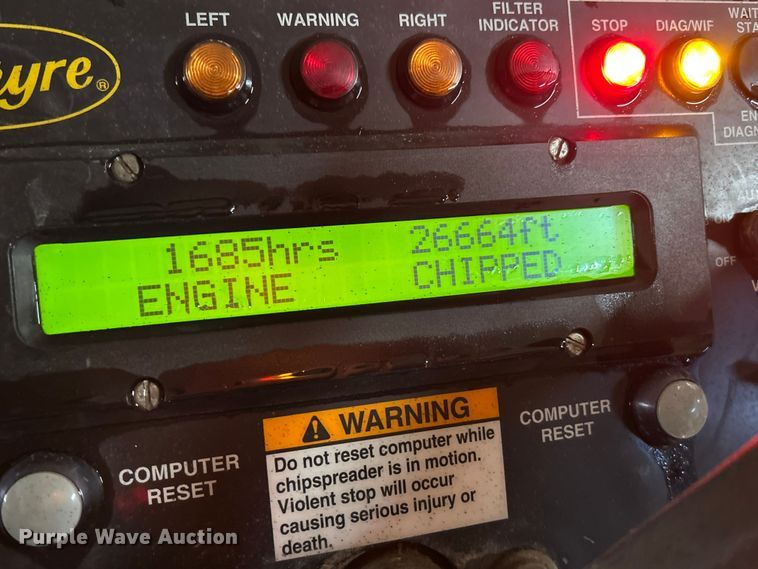 LEFT
WARNING
RIGHT
FILTER
INDICATOR
STOP
DIAG/WIF
®
1685hrs 26664ft
ENGINE CHIPPED
OFF
COMPUTER
RESET
WARNING
Do not reset computer while
chipspreader is in motion.
Violent stop will occur
causing serious injury or
death.
COMPUTER
RESET
Purple Wave Auction